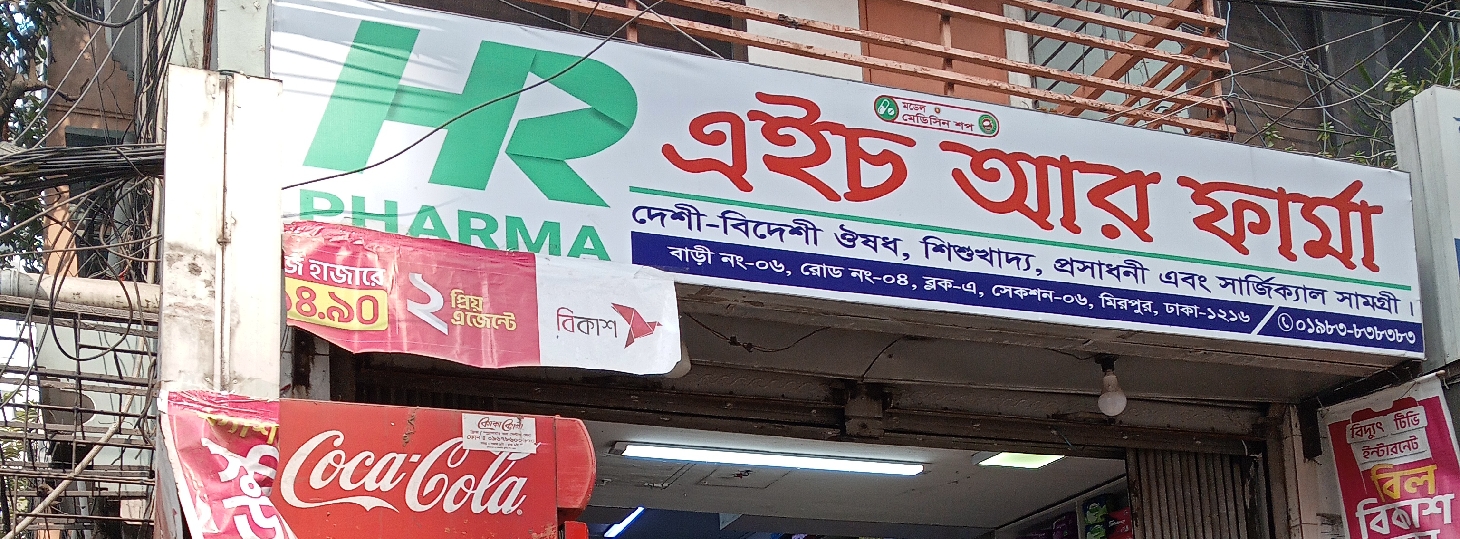 HR
PHARMA
মডেল
মেডিসিন শপ
এইচ আর ফার্মা
দেশী-বিদেশী ঔষধ, শিশুখাদ্য, প্রসাধনী এবং সার্জিক্যাল সামগ্রী।
বাড়ী নং-০৬, রোড নং-০৪, ব্লক-এ, সেকশন-০৬, মিরপুর, ঢাকা-১২১৬
০১৯৮৩-৮৩৮৩৮৩
হাজারে
১৪.৯০
২
প্রিয়
এজেন্টে
বিকাশ
Coca-Cola
বিদ্যুৎ টিভি
ইন্টারনেট
বিল
বিকাশ